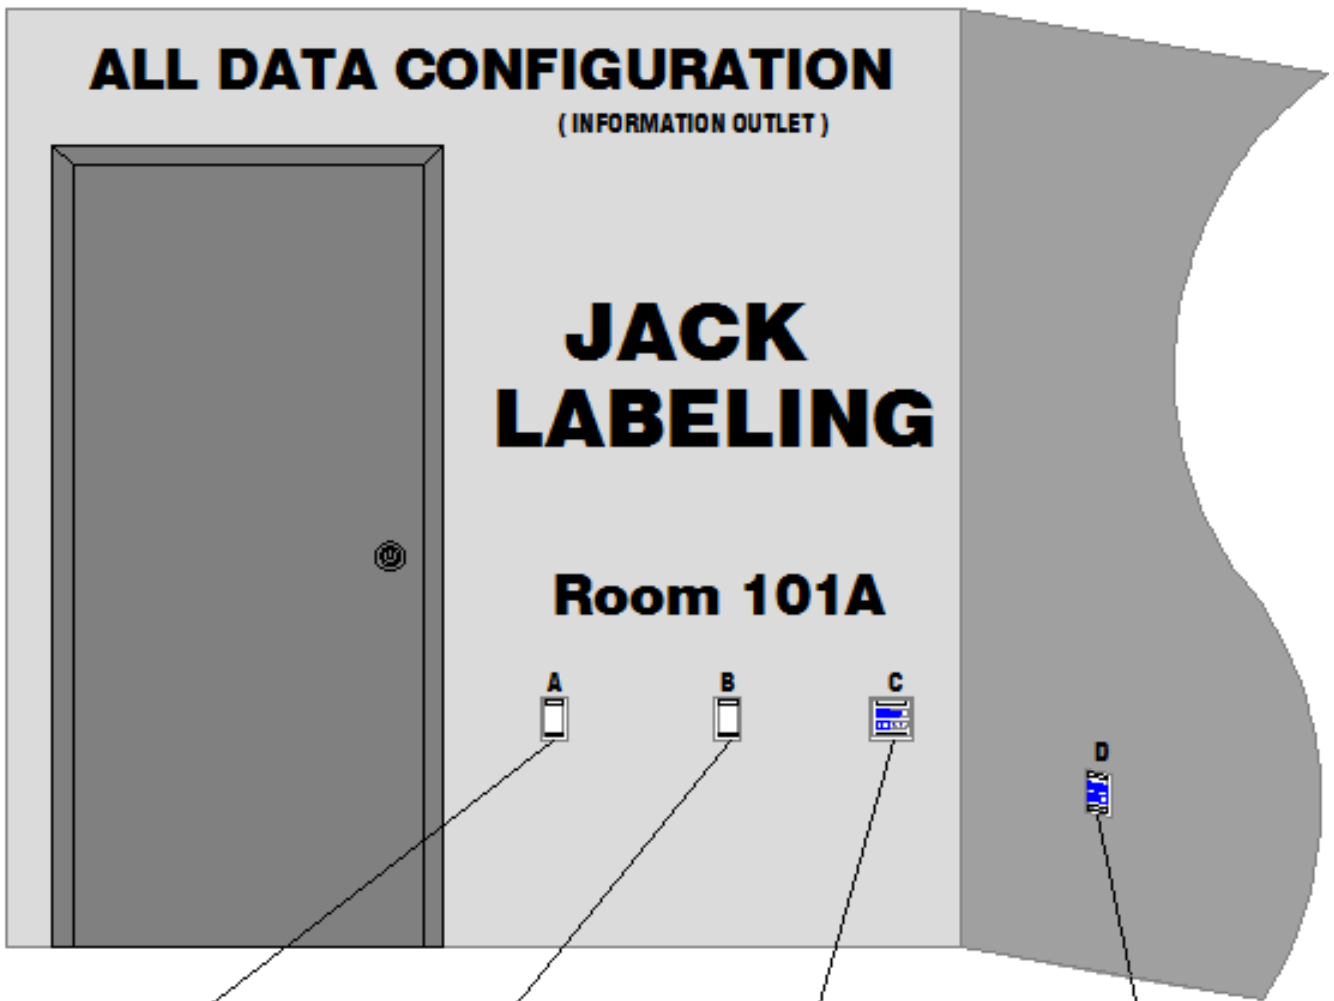 ALL DATA CONFIGURATION
( INFORMATION OUTLET )
JACK
LABELING
Room 101A
A B C
D